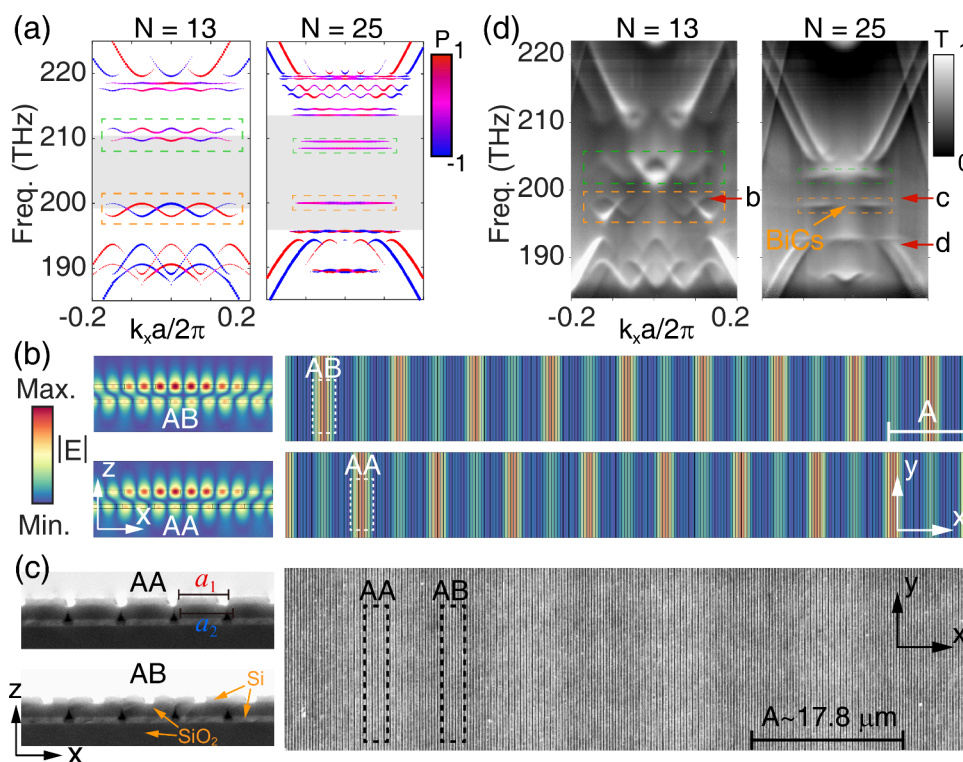 (a) N = 13 N = 25 P 1
-1
Freq. (THz)
220
210
200
190
-0.2 0.2
kₓa/2π
(d) N = 13 N = 25 T 1
0
Freq. (THz)
220
210
200
190
b
c
d
BiCs
-0.2 0.2
kₓa/2π
(b)
Max.
|E|
Min.
AB
z
x
AA
AB
A
AA
y
x
(c)
AA
a₁
a₂
AB
Si
SiO₂
z
x
AA AB
y
x
A~17.8 μm